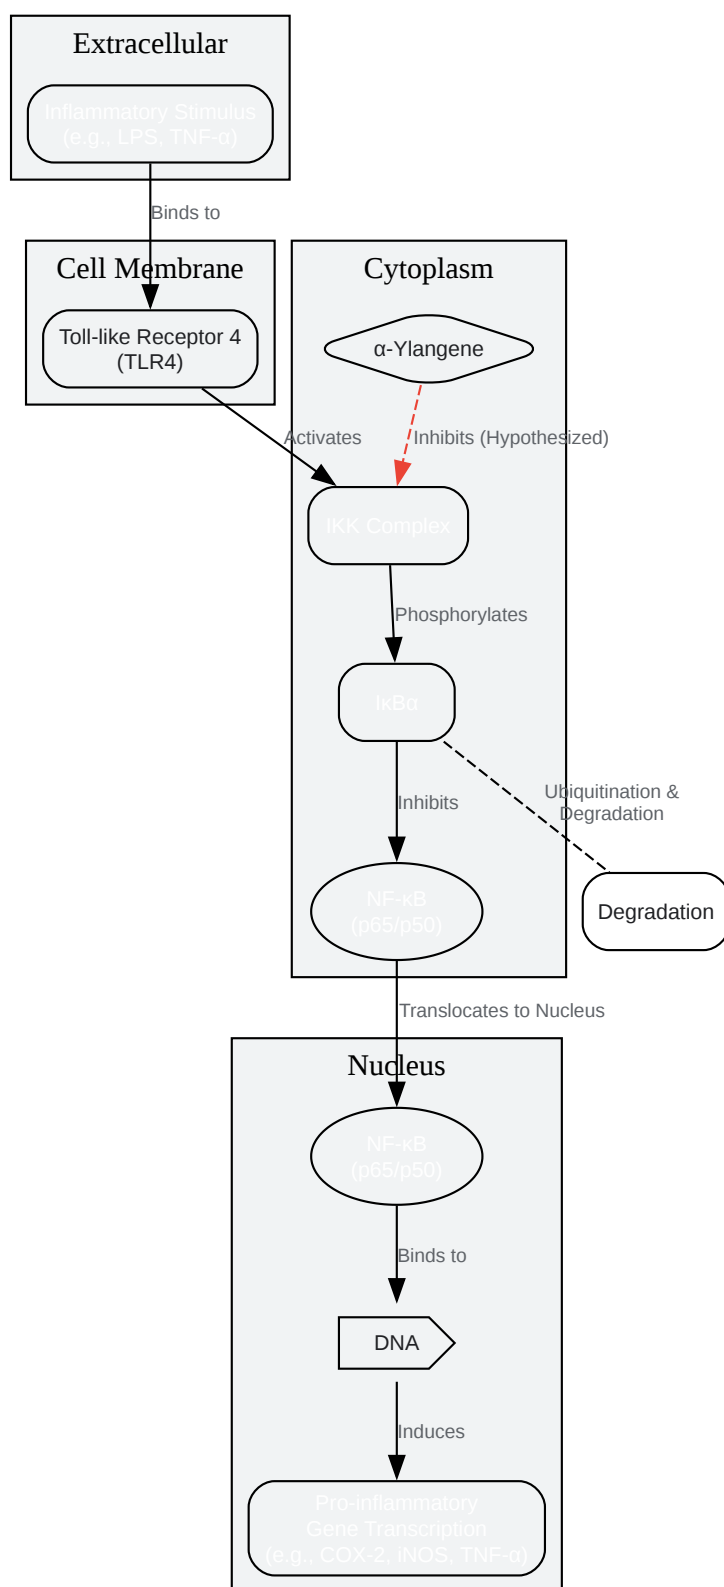 Extracellular
Inflammatory Stimulus
(e.g., LPS, TNF-α)
Binds to
Cell Membrane
Toll-like Receptor 4
(TLR4)
Cytoplasm
α-Ylangene
Activates
Inhibits (Hypothesized)
IKK Complex
Phosphorylates
IκBα
Inhibits
Ubiquitination &
Degradation
NF-κB
(p65/p50)
Degradation
Translocates to Nucleus
Nucleus
NF-κB
(p65/p50)
Binds to
DNA
Induces
Pro-inflammatory
Gene Transcription
(e.g., COX-2, iNOS, TNF-α)